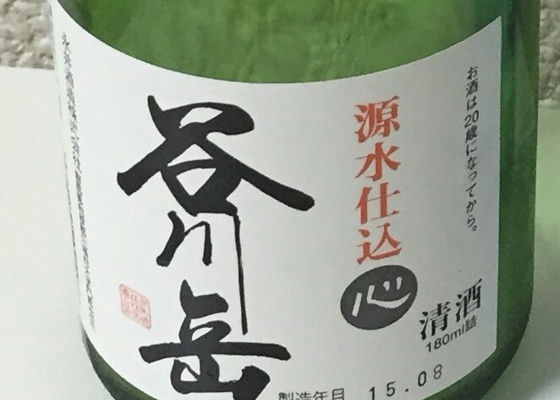 お酒は20歳になってから。
源水仕込
心
清酒
180ml詰
谷川岳
製造年月 15.08